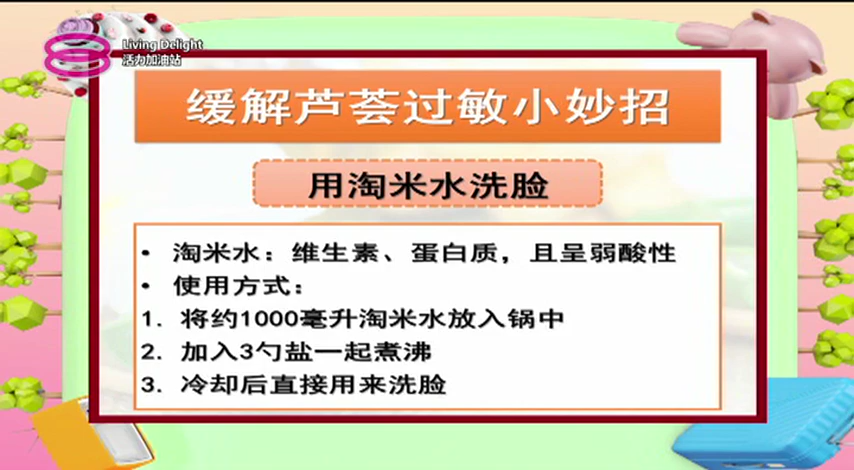 Living Delight
活力加油站
缓解芦荟过敏小妙招
用淘米水洗脸
• 淘米水：维生素、蛋白质，且呈弱酸性
• 使用方式：
1. 将约1000毫升淘米水放入锅中
2. 加入3勺盐一起煮沸
3. 冷却后直接用来洗脸